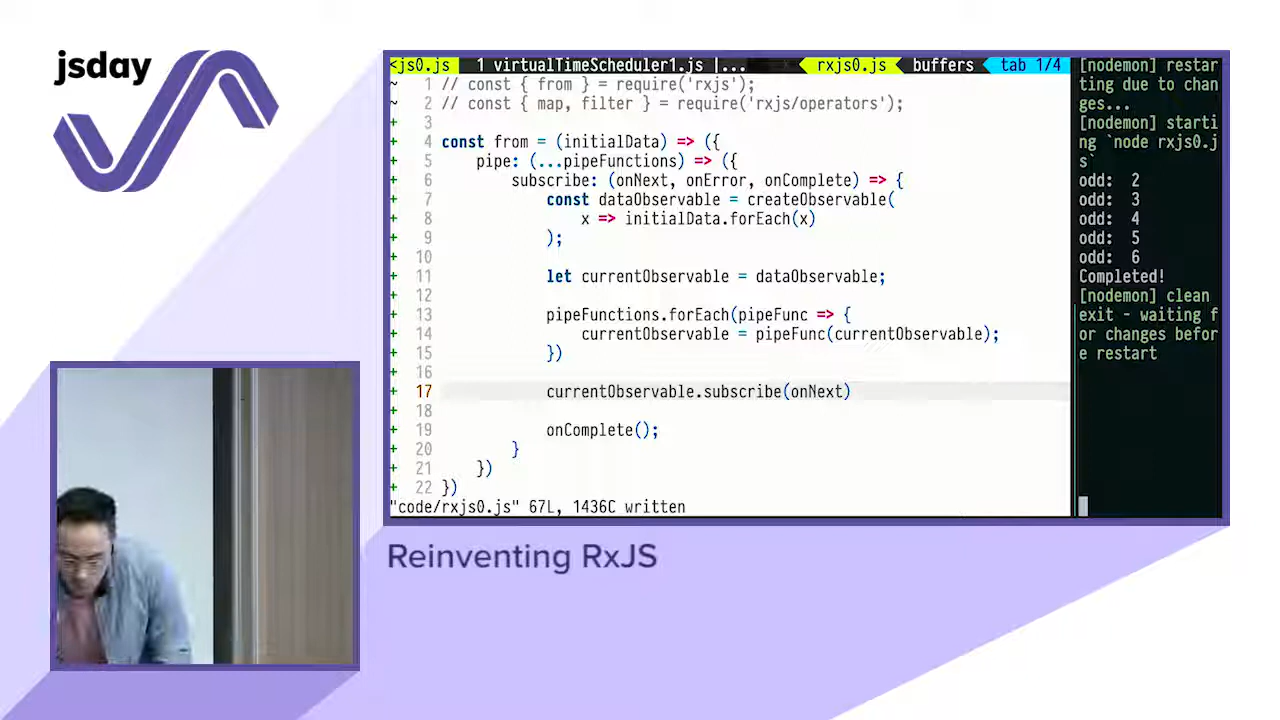 jsday
<js0.js  1 virtualTimeScheduler1.js |...  rxjs0.js  buffers  tab 1/4
~ 1 // const { from } = require('rxjs');
~ 2 // const { map, filter } = require('rxjs/operators');
+ 3
+ 4 const from = (initialData) => ({
+ 5     pipe: (...pipeFunctions) => ({
+ 6         subscribe: (onNext, onError, onComplete) => {
+ 7             const dataObservable = createObservable(
+ 8                 x => initialData.forEach(x)
+ 9             );
+ 10
+ 11             let currentObservable = dataObservable;
+ 12
+ 13             pipeFunctions.forEach(pipeFunc => {
+ 14                 currentObservable = pipeFunc(currentObservable);
+ 15             })
+ 16
+ 17             currentObservable.subscribe(onNext)
+ 18
+ 19             onComplete();
+ 20         }
+ 21     })
+ 22 })
"code/rxjs0.js" 67L, 1436C written
[nodemon] restar
ting due to chan
ges...
[nodemon] starti
ng `node rxjs0.j
s`
odd:  2
odd:  3
odd:  4
odd:  5
odd:  6
Completed!
[nodemon] clean
exit - waiting f
or changes befor
e restart
Reinventing RxJS